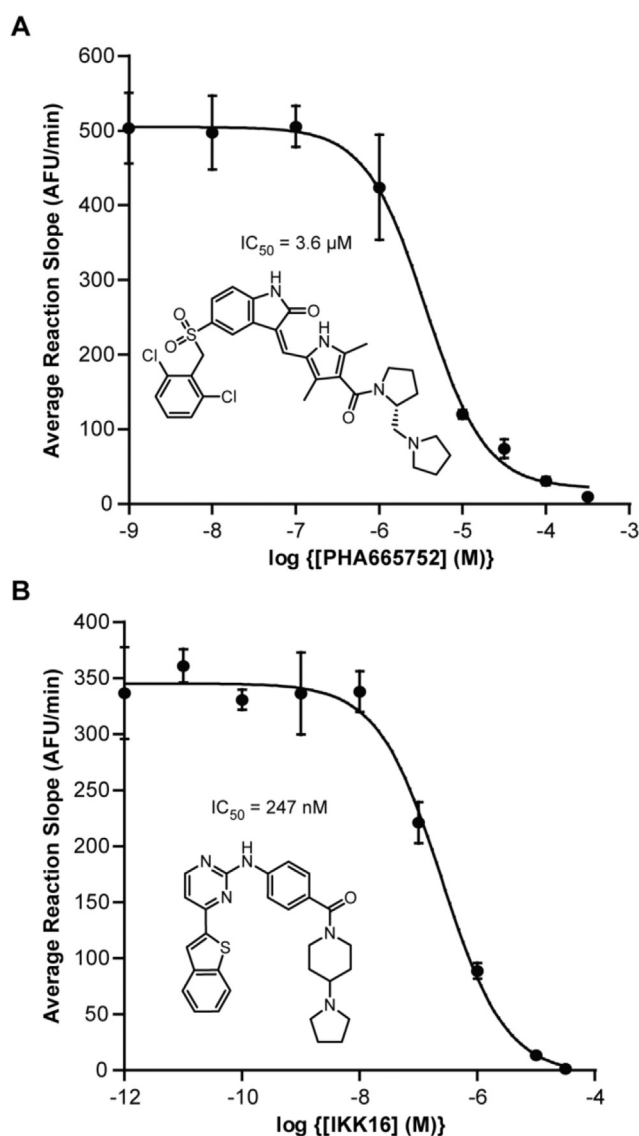 A
Average Reaction Slope (AFU/min)
600
500
400
300
200
100
0
IC50 = 3.6 µM
H
N
O
O
S
O
Cl
Cl
H
N
N
O
N
-9
-8
-7
-6
-5
-4
-3
log {[PHA665752] (M)}
B
Average Reaction Slope (AFU/min)
400
350
300
250
200
150
100
50
0
IC50 = 247 nM
N
H
N
N
O
S
N
N
-12
-10
-8
-6
-4
log {[IKK16] (M)}